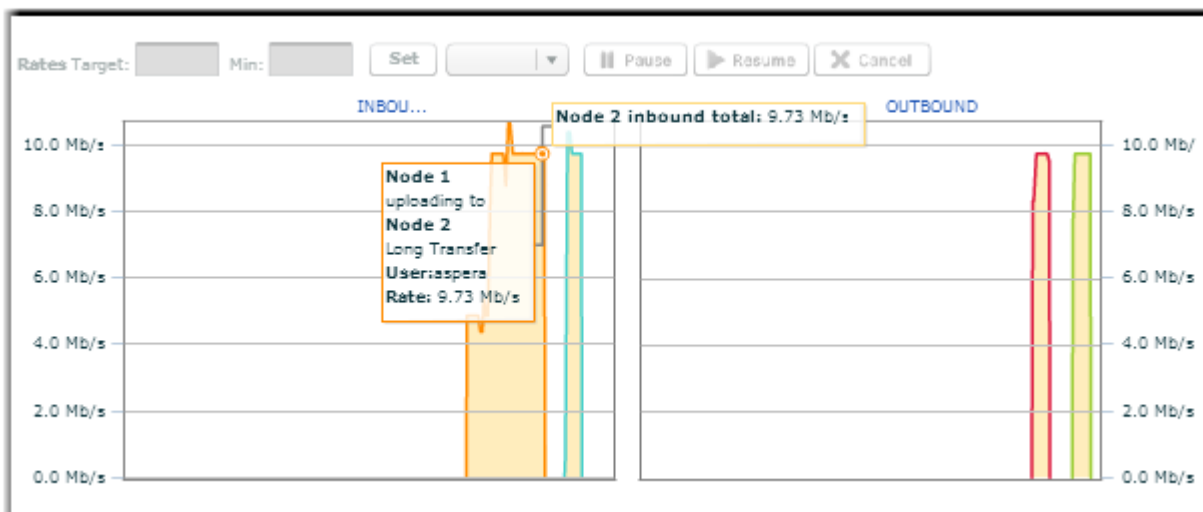 Rates Target: Min: Set Pause Resume Cancel
INBOU... OUTBOUND
Node 2 inbound total: 9.73 Mb/s
10.0 Mb/s
8.0 Mb/s
6.0 Mb/s
4.0 Mb/s
2.0 Mb/s
0.0 Mb/s
Node 1
uploading to
Node 2
Long Transfer
User:aspera
Rate: 9.73 Mb/s
10.0 Mb/
8.0 Mb/s
6.0 Mb/s
4.0 Mb/s
2.0 Mb/s
0.0 Mb/s